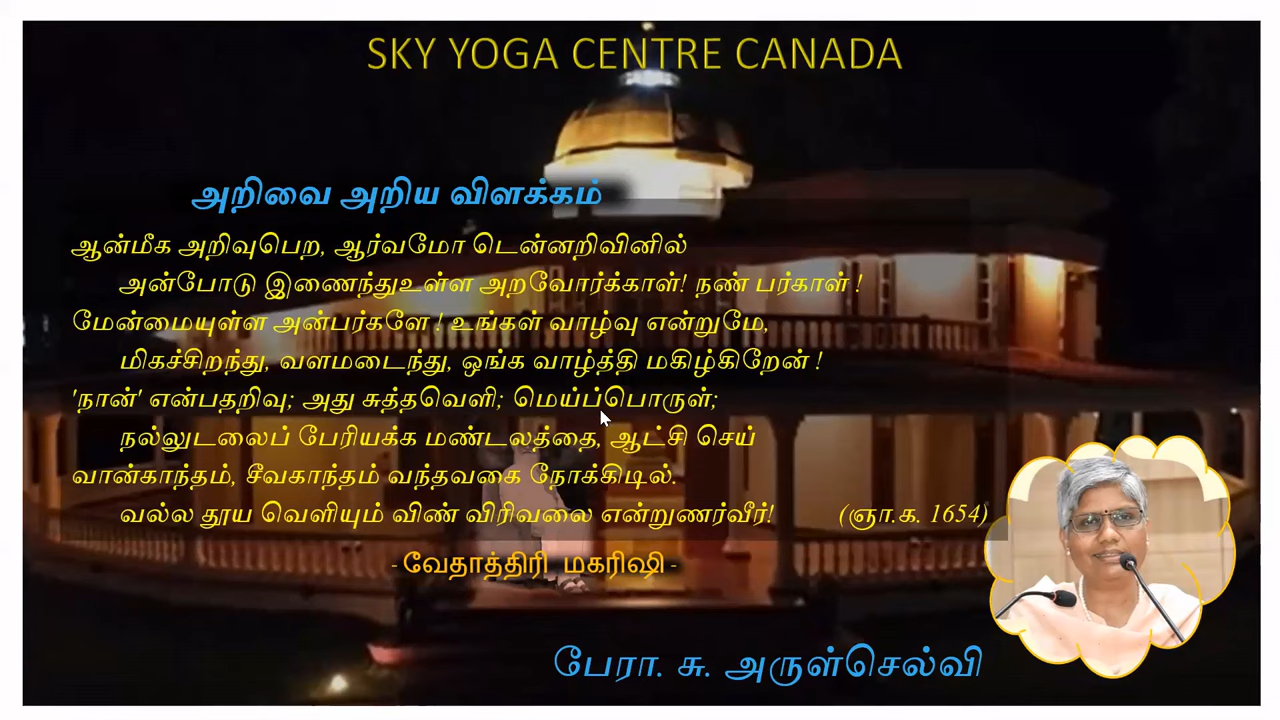 SKY YOGA CENTRE CANADA
அறிவை அறிய விளக்கம்
ஆன்மீக அறிவுபெற, ஆர்வமோ டென்னறிவினில்
அன்போடு இணைந்துஉள்ள அறவோர்க்காள்! நண் பர்காள் !
மேன்மையுள்ள அன்பர்களே ! உங்கள் வாழ்வு என்றுமே,
மிகச்சிறந்து, வளமடைந்து, ஒங்க வாழ்த்தி மகிழ்கிறேன் !
'நான்' என்பதறிவு; அது சுத்தவெளி; மெய்ப்பொருள்;
நல்லுடலைப் பேரியக்க மண்டலத்தை, ஆட்சி செய்
வான்காந்தம், சீவகாந்தம் வந்தவகை நோக்கிடில்.
வல்ல தூய வெளியும் விண் விரிவலை என்றுணர்வீர்! (ஞா.க. 1654)
- வேதாத்திரி மகரிஷி -
பேரா. சு. அருள்செல்வி